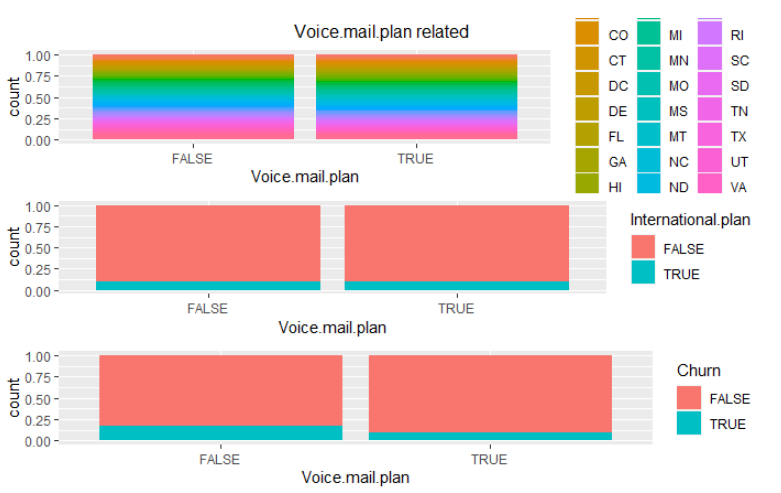 Voice.mail.plan related
count
1.00
0.75
0.50
0.25
0.00
FALSE TRUE
Voice.mail.plan
CO MI RI
CT MN SC
DC MO SD
DE MS TN
FL MT TX
GA NC UT
HI ND VA
count
1.00
0.75
0.50
0.25
0.00
FALSE TRUE
Voice.mail.plan
International.plan
FALSE
TRUE
count
1.00
0.75
0.50
0.25
0.00
FALSE TRUE
Voice.mail.plan
Churn
FALSE
TRUE